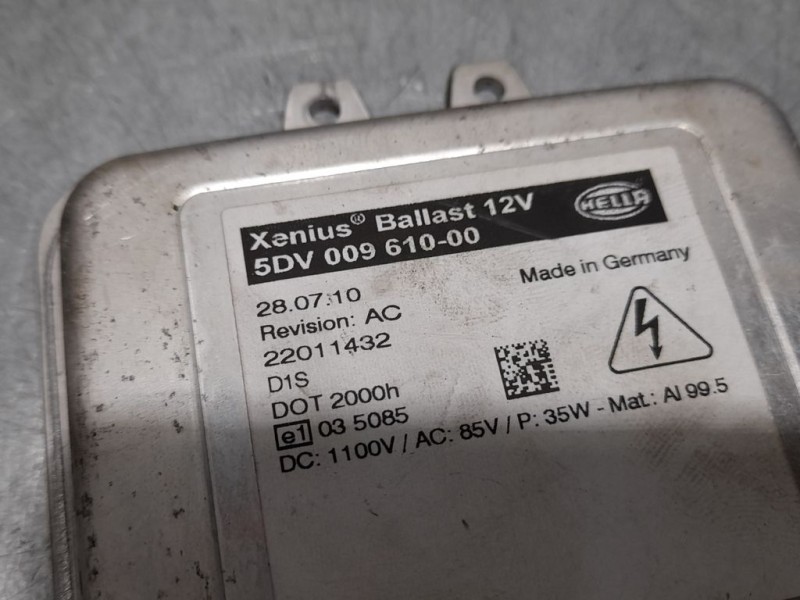 Xenius® Ballast 12V
5DV 009 610-00
HELLA
28.07.10
Made in Germany
Revision: AC
22011432
D1S
DOT 2000h
e1 03 5085
DC: 1100V / AC: 85V / P: 35W - Mat.: Al 99.5